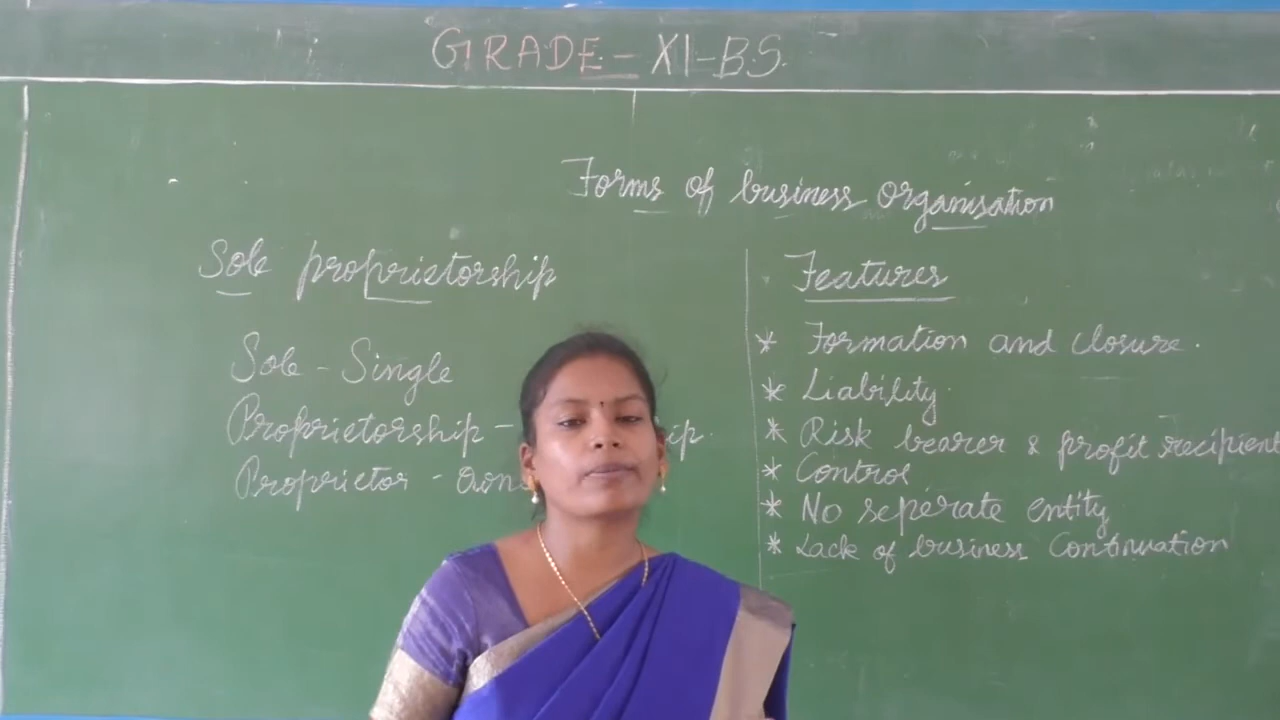 GRADE - XI - B.S.
Forms of business organisation
Sole proprietorship
Sole - Single
Proprietorship -
Proprietor -
Features
* Formation and closure.
* Liability
* Risk bearer & profit recipient
* Control
* No seperate entity
* Lack of business Continuation